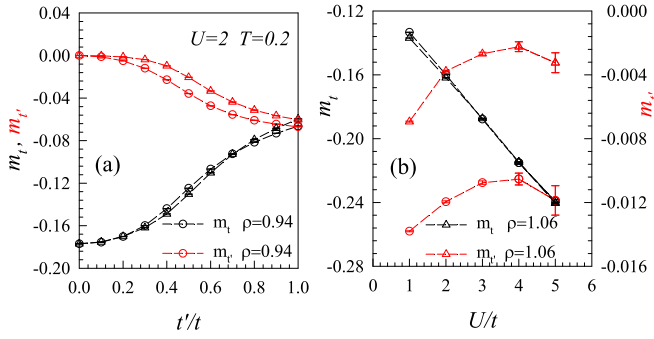 0.00
-0.04
-0.08
-0.12
-0.16
-0.20
m_t, m_t'
U=2 T=0.2
(a)
m_t' ρ=0.94
m_t' ρ=0.94
0.0 0.2 0.4 0.6 0.8 1.0
t'/t
-0.12
-0.16
-0.20
-0.24
-0.28
m_t
(b)
m_t ρ=1.06
m_t' ρ=1.06
0 1 2 3 4 5 6
U/t
0.000
-0.004
-0.008
-0.012
-0.016
m_t'